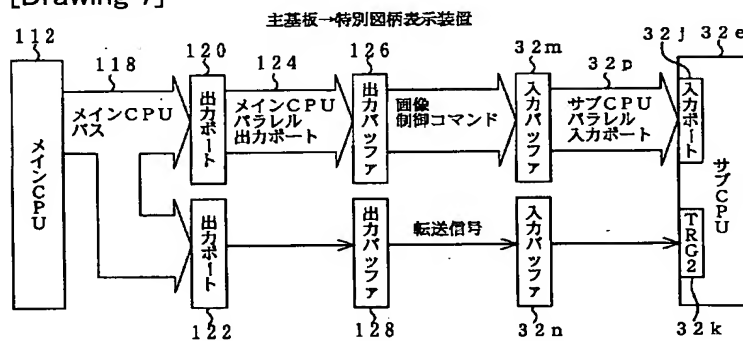 [Drawing 7]
主基板→特別図柄表示装置
112
118
120
124
126
32m
32p
32j
32e
メインCPU
メインCPU
バス
出力ポート
メインCPU
パラレル
出力ポート
出力バッファ
画像
制御コマンド
入力バッファ
サブCPU
パラレル
入力ポート
入力ポート
サブCPU
出力ポート
出力バッファ
転送信号
入力バッファ
TRG2
122
128
32n
32k